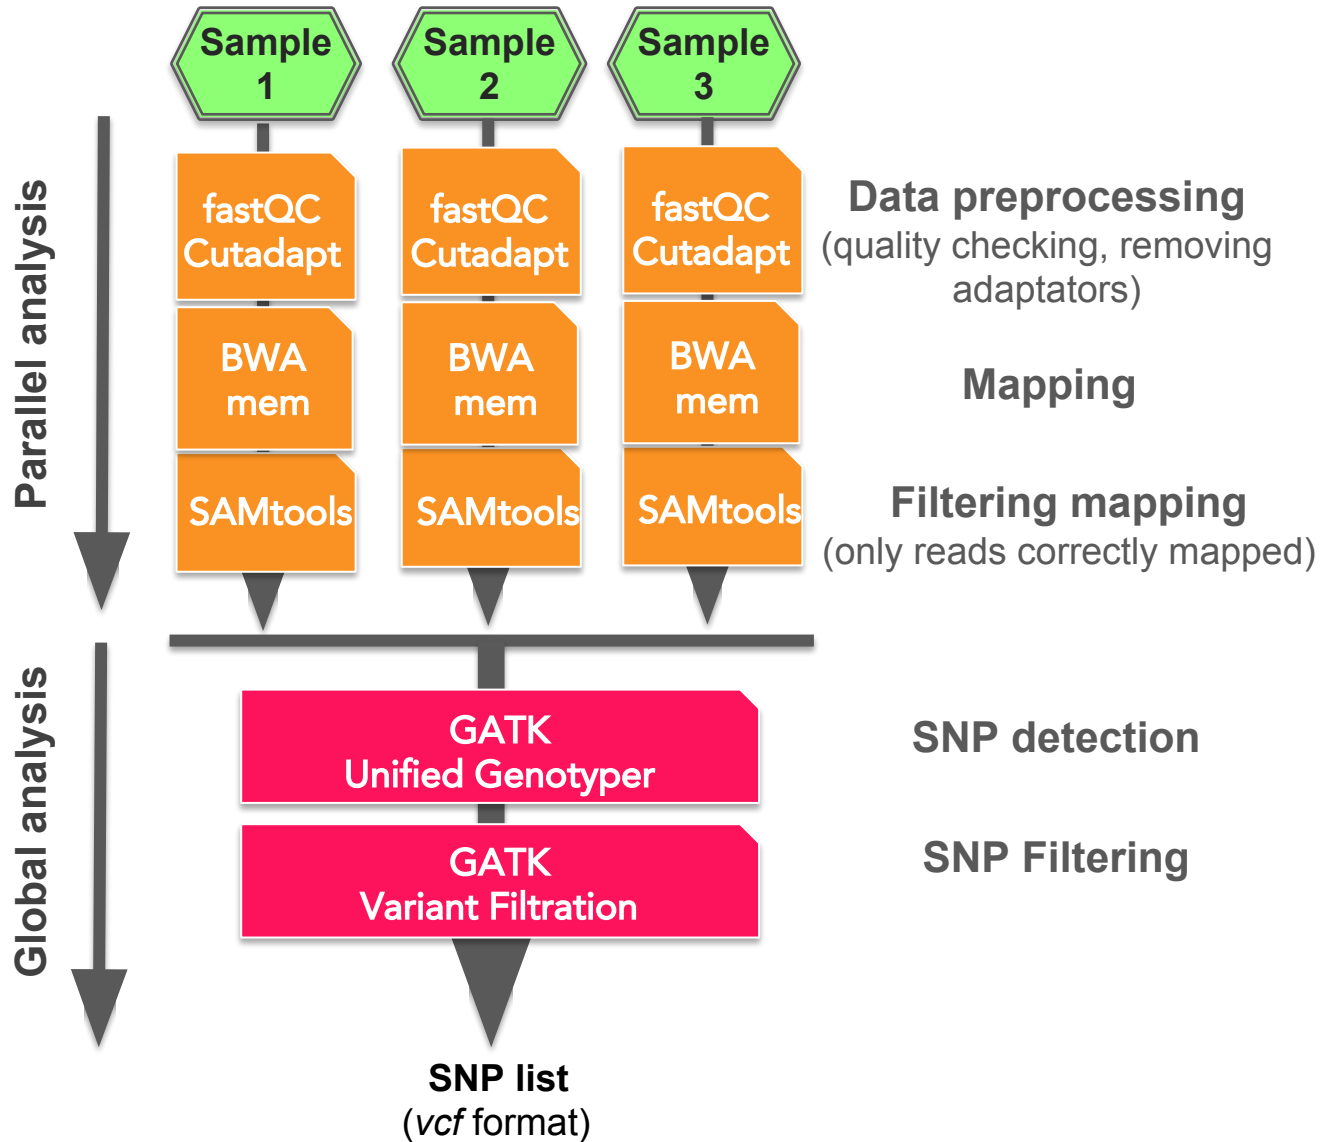 Sample
1
Sample
2
Sample
3
Parallel analysis
fastQC
Cutadapt
fastQC
Cutadapt
fastQC
Cutadapt
Data preprocessing
(quality checking, removing
adaptators)
BWA
mem
BWA
mem
BWA
mem
Mapping
SAMtools
SAMtools
SAMtools
Filtering mapping
(only reads correctly mapped)
Global analysis
GATK
Unified Genotyper
SNP detection
GATK
Variant Filtration
SNP Filtering
SNP list
(vcf format)